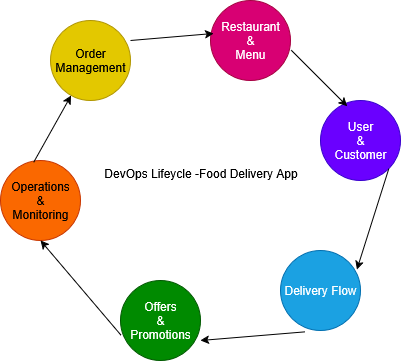 Restaurant
&
Menu
Order
Management
User
&
Customer
DevOps Lifeycle -Food Delivery App
Operations
&
Monitoring
Delivery Flow
Offers
&
Promotions